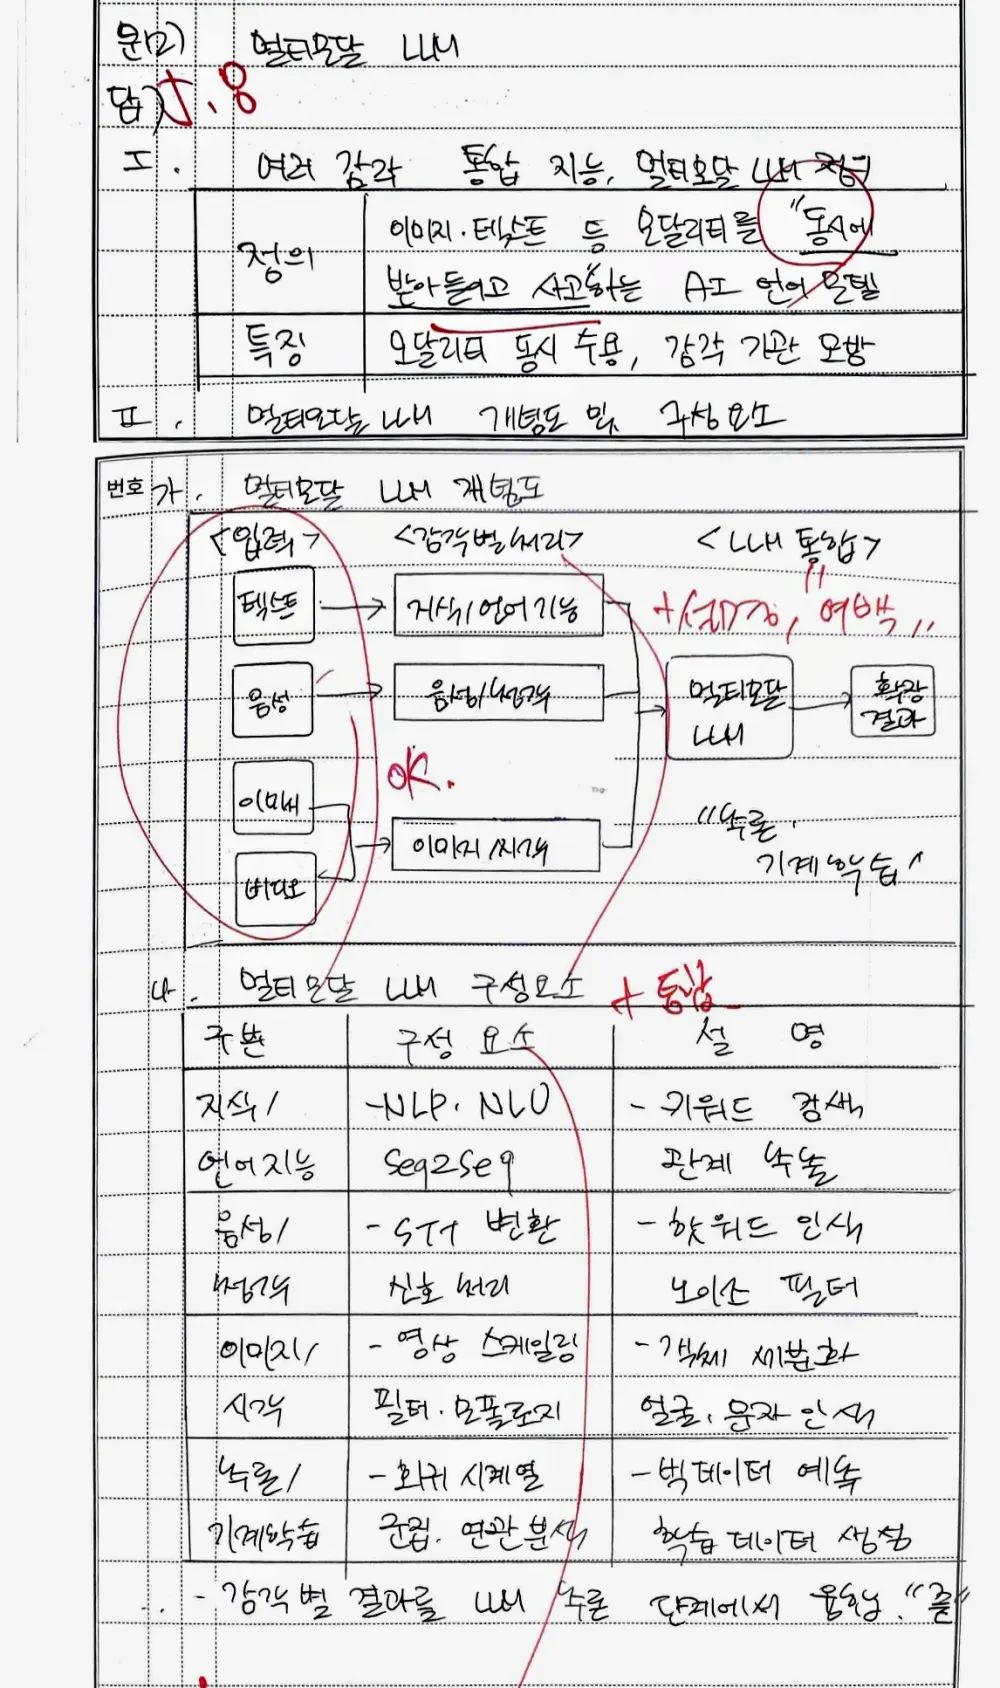 문12) 멀티모달 LLM
답) 5.8
I. 여러 감각 통합 지능, 멀티모달 LLM 정의
정의 이미지·텍스트 등 모달리티를 "동시에
받아들이고 사고"하는 AI 언어 모델
특징 모달리티 동시 수용, 감각 기관 모방
II. 멀티모달 LLM 개념도 및 구성요소
번호 가. 멀티모달 LLM 개념도
<입력> <감각별/처리> <LLM 통합>
텍스트 지식/언어기능
+설명, 여백,,
음성 음성/청각 멀티모달 LLM 확장 결과
OK.
이미지
"추론·
이미지/시각
기계학습"
비디오
나. 멀티모달 LLM 구성요소 + 통합
구분 구성요소 설명
지식/ -NLP. NLU - 키워드 검색
언어지능 Seq2Seq 관계 추출
음성/ - STT 변환 - 핫워드 인식
청각 신호처리 노이즈 필터
이미지/ - 영상 스케일링 - 객체 세분화
시각 필터·모폴로지 얼굴·문자 인식
추론/ - 회귀 시계열 - 빅데이터 예측
기계학습 군집·연관분석 학습데이터 생성
- 감각별 결과를 LLM 추론 단계에서 융합. "끝"